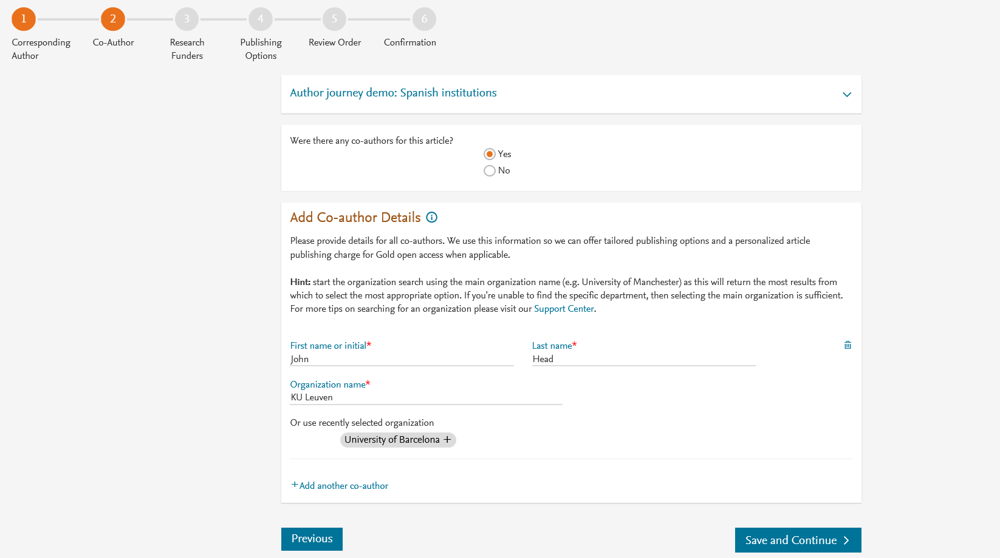 1
2
3
4
5
6
Corresponding
Author
Co-Author
Research
Funders
Publishing
Options
Review Order
Confirmation
Author journey demo: Spanish institutions
Were there any co-authors for this article?
Yes
No
Add Co-author Details
Please provide details for all co-authors. We use this information so we can offer tailored publishing options and a personalized article
publishing charge for Gold open access when applicable.
Hint: start the organization search using the main organization name (e.g. University of Manchester) as this will return the most results from
which to select the most appropriate option. If you're unable to find the specific department, then selecting the main organization is sufficient.
For more tips on searching for an organization please visit our Support Center.
First name or initial*
John
Last name*
Head
Organization name*
KU Leuven
Or use recently selected organization
University of Barcelona +
+Add another co-author
Previous
Save and Continue